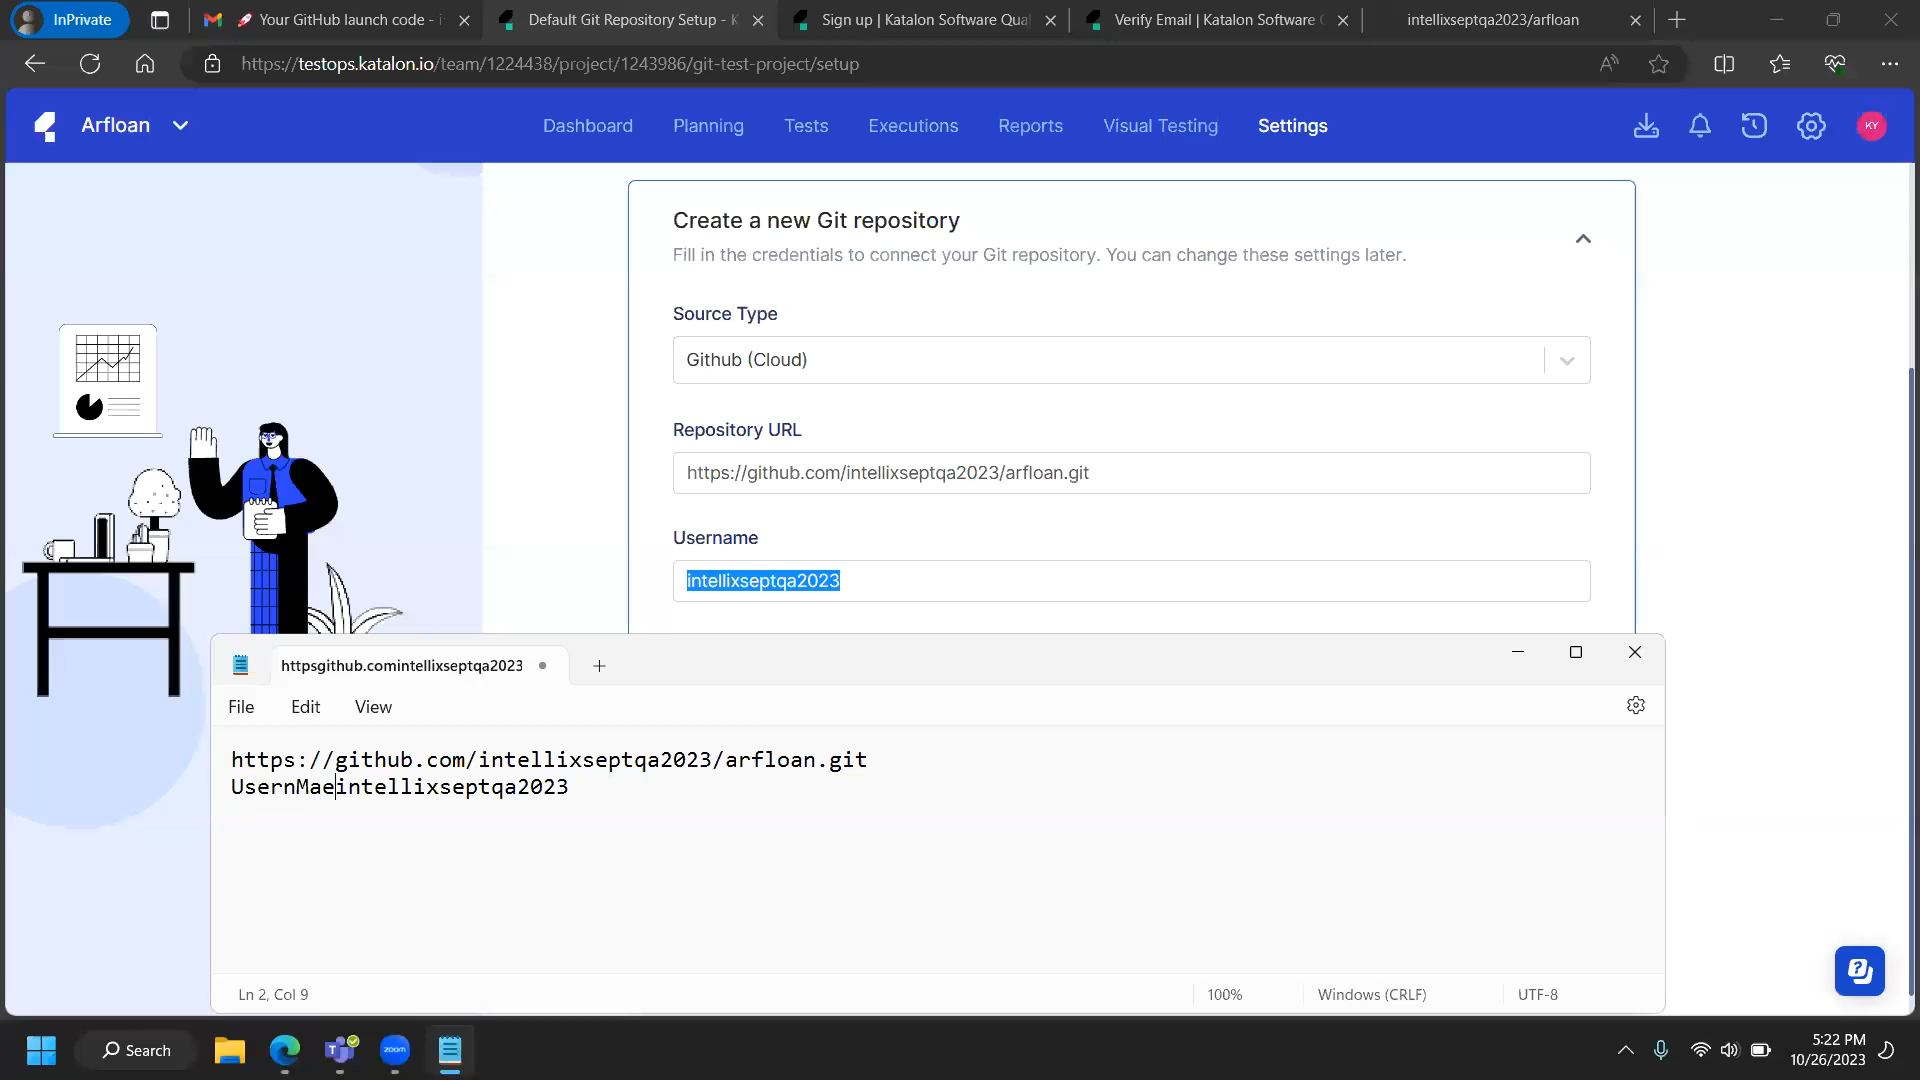 InPrivate
Your GitHub launch code - i
Default Git Repository Setup - K
Sign up | Katalon Software Qua
Verify Email | Katalon Software Q
intellixseptqa2023/arfloan
https://testops.katalon.io/team/1224438/project/1243986/git-test-project/setup
Arfloan
Dashboard
Planning
Tests
Executions
Reports
Visual Testing
Settings
KY
Create a new Git repository
Fill in the credentials to connect your Git repository. You can change these settings later.
Source Type
Github (Cloud)
Repository URL
https://github.com/intellixseptqa2023/arfloan.git
Username
intellixseptqa2023
httpsgithub.comintellixseptqa2023
File
Edit
View
https://github.com/intellixseptqa2023/arfloan.git
UsernMaeintellixseptqa2023
Ln 2, Col 9
100%
Windows (CRLF)
UTF-8
Search
zoom
5:22 PM
10/26/2023